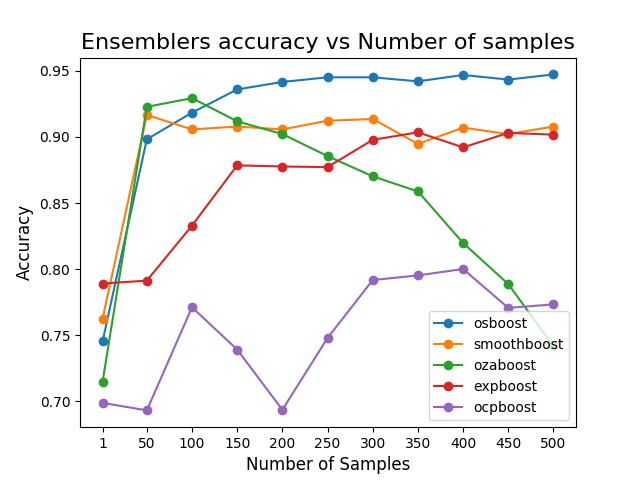 Ensemblers accuracy vs Number of samples
0.95
0.90
0.85
0.80
0.75
0.70
Accuracy
1 50 100 150 200 250 300 350 400 450 500
Number of Samples
osboost
smoothboost
ozaboost
expboost
ocpboost